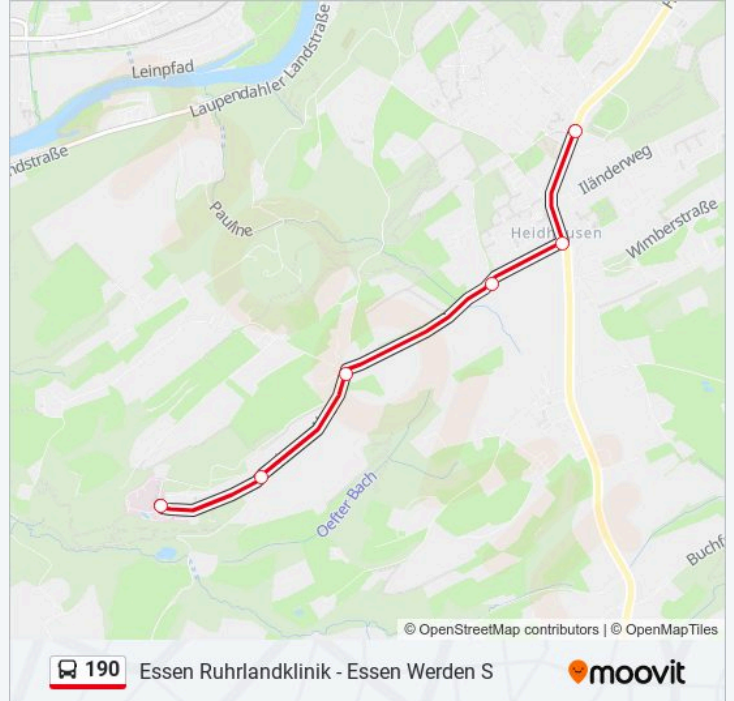 Leinpfad
Laupendahler Landstraße
ndstraße
Pauline
Iländerweg
Heidhausen
Wimberstraße
Oefter Bach
Buchf
© OpenStreetMap contributors | © OpenMapTiles
190 Essen Ruhrlandklinik - Essen Werden S
moovit